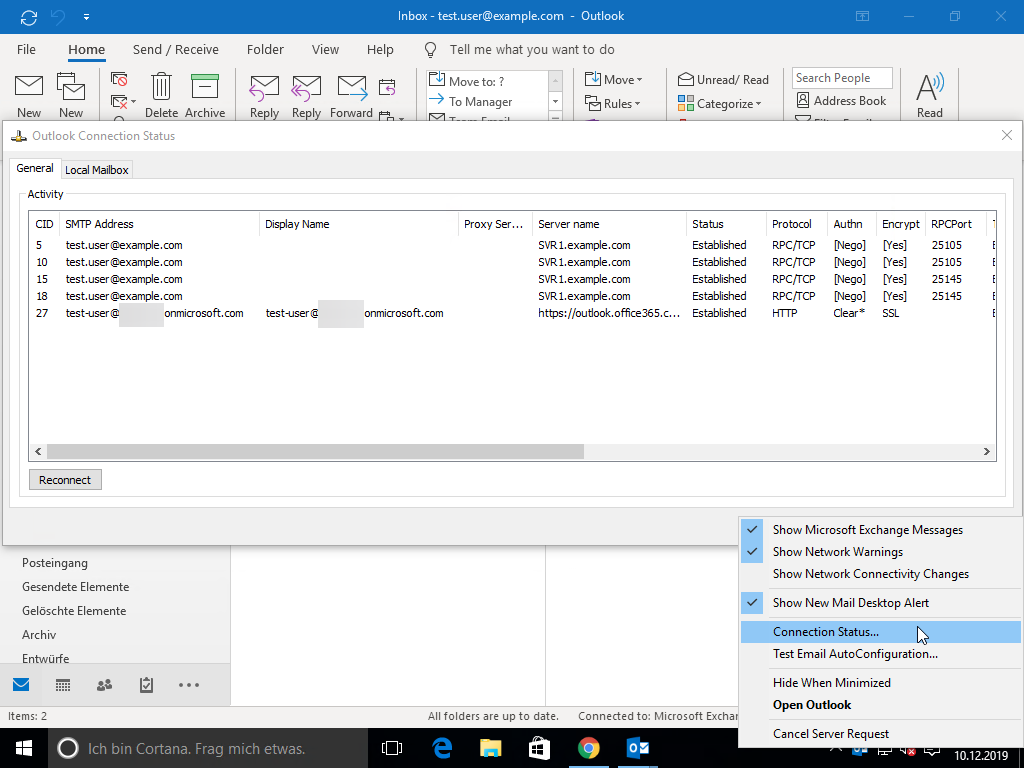 Inbox - test.user@example.com - Outlook
File Home Send / Receive Folder View Help Tell me what you want to do
New New Delete Archive Reply Reply Forward
Move to: ?
To Manager
Team Email
Move
Rules
Unread/ Read
Categorize
Search People
Address Book
Filter Email
Read
Outlook Connection Status
General Local Mailbox
Activity
CID SMTP Address Display Name Proxy Ser... Server name Status Protocol Authn Encrypt RPCPort
5 test.user@example.com SVR1.example.com Established RPC/TCP [Nego] [Yes] 25105
10 test.user@example.com SVR1.example.com Established RPC/TCP [Nego] [Yes] 25105
15 test.user@example.com SVR1.example.com Established RPC/TCP [Nego] [Yes] 25145
18 test.user@example.com SVR1.example.com Established RPC/TCP [Nego] [Yes] 25145
27 test-user@ onmicrosoft.com test-user@ onmicrosoft.com https://outlook.office365.c... Established HTTP Clear* SSL
Reconnect
Posteingang
Gesendete Elemente
Gelöschte Elemente
Archiv
Entwürfe
Show Microsoft Exchange Messages
Show Network Warnings
Show Network Connectivity Changes
Show New Mail Desktop Alert
Connection Status...
Test Email AutoConfiguration...
Hide When Minimized
Open Outlook
Cancel Server Request
Items: 2 All folders are up to date. Connected to: Microsoft Exchan
Ich bin Cortana. Frag mich etwas.
10.12.2019